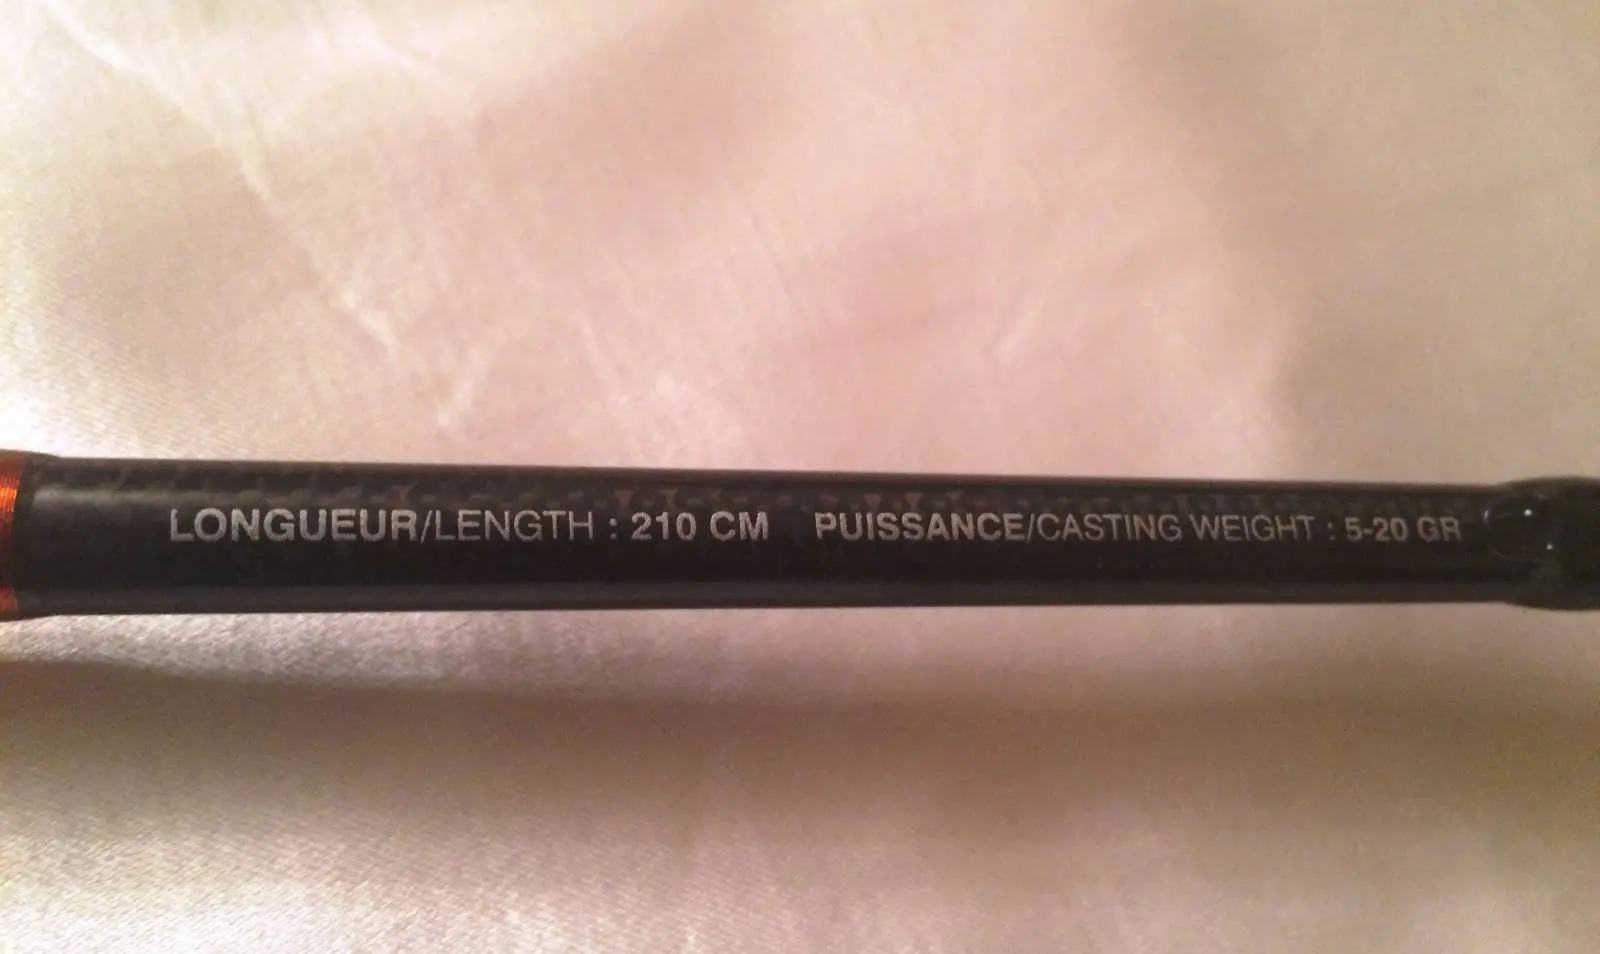 LONGUEUR/LENGTH : 210 CM PUISSANCE/CASTING WEIGHT : 5-20 GR